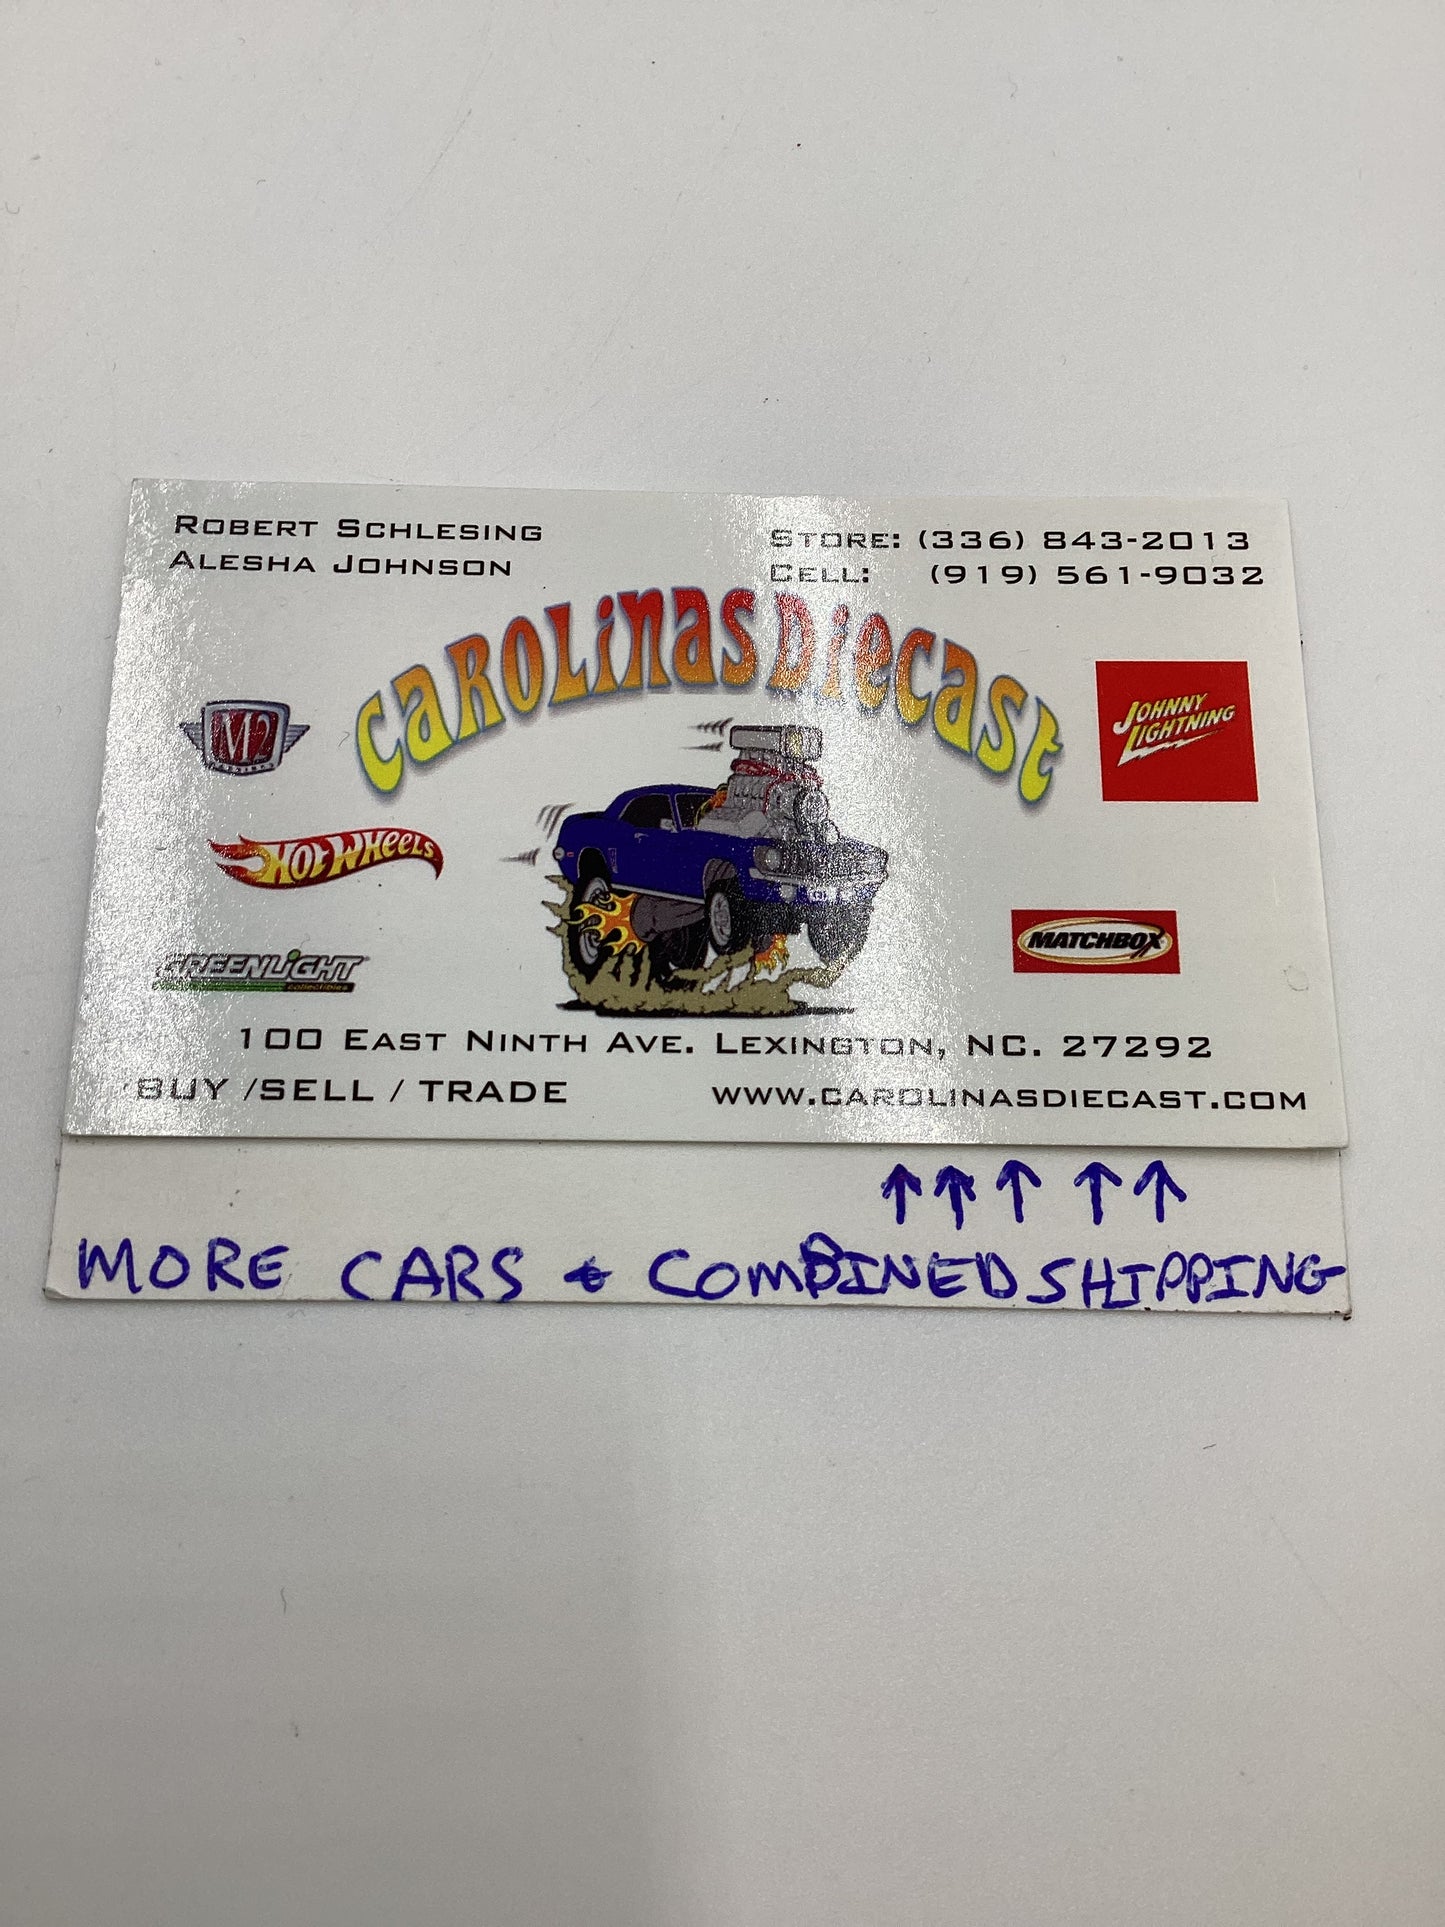 Robert Schlesing
Alesha Johnson
Store: (336) 843-2013
Cell: (919) 561-9032
Carolinas Diecast
M2
MACHINES
Johnny Lightning
Hot Wheels
MATCHBOX
GREENLiGHT
collectibles
100 East Ninth Ave. Lexington, NC. 27292
BUY /SELL / TRADE
www.carolinasdiecast.com
↑↑↑↑↑
MORE CARS & COMBINED SHIPPING